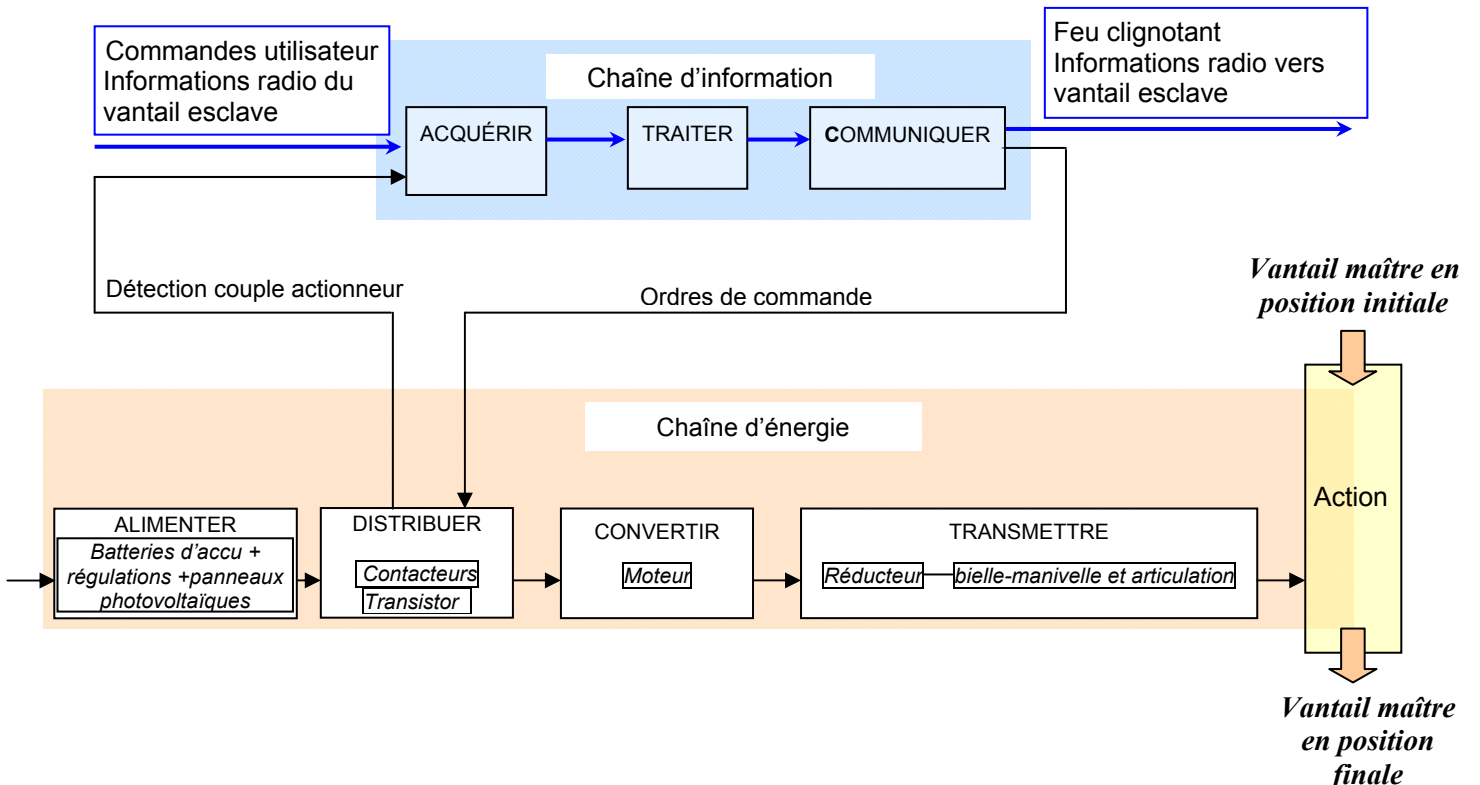 Commandes utilisateur
Informations radio du
vantail esclave
Chaîne d'information
Feu clignotant
Informations radio vers
vantail esclave
ACQUÉRIR
TRAITER
COMMUNIQUER
Détection couple actionneur
Ordres de commande
Vantail maître en
position initiale
Chaîne d'énergie
Action
ALIMENTER
Batteries d'accu +
régulations +panneaux
photovoltaïques
DISTRIBUER
Contacteurs
Transistor
CONVERTIR
Moteur
TRANSMETTRE
Réducteur
bielle-manivelle et articulation
Vantail maître
en position
finale